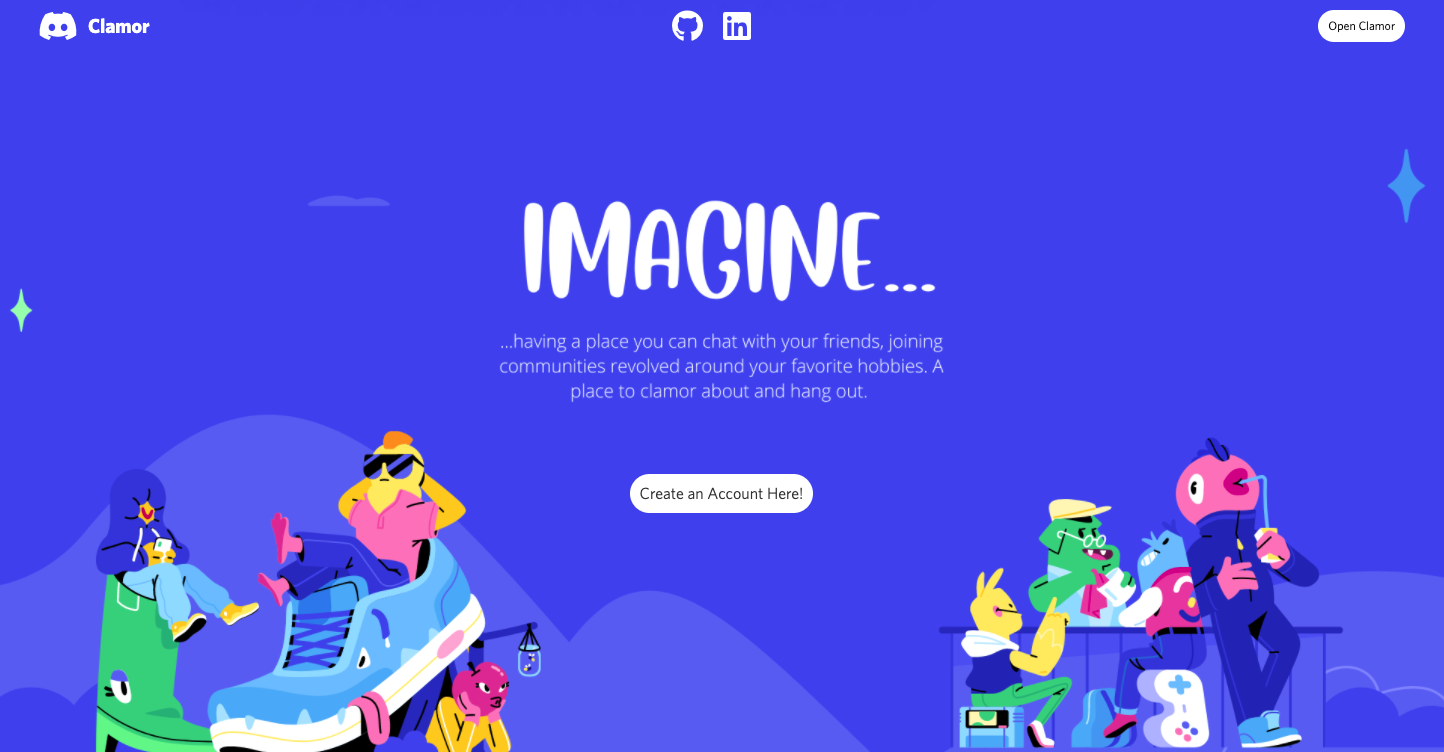 Clamor
in
Open Clamor
IMAGINE...
...having a place you can chat with your friends, joining
communities revolved around your favorite hobbies. A
place to clamor about and hang out.
Create an Account Here!